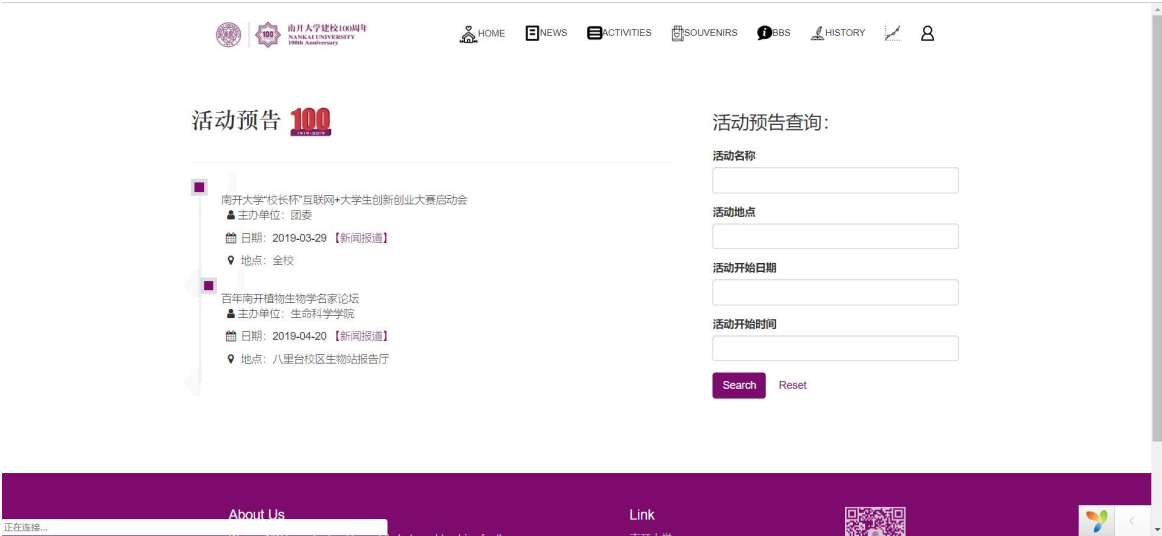 南开大学建校100周年
NANKAI UNIVERSITY
100th Anniversary
100
HOME
NEWS
ACTIVITIES
SOUVENIRS
BBS
HISTORY
活动预告 100
1919-2019
南开大学“校长杯”互联网+大学生创新创业大赛启动会
主办单位：团委
日期：2019-03-29【新闻报道】
地点：全校
百年南开植物生物学名家论坛
主办单位：生命科学学院
日期：2019-04-20【新闻报道】
地点：八里台校区生物站报告厅
活动预告查询：
活动名称
活动地点
活动开始日期
活动开始时间
Search
Reset
About Us
Link
正在连接...